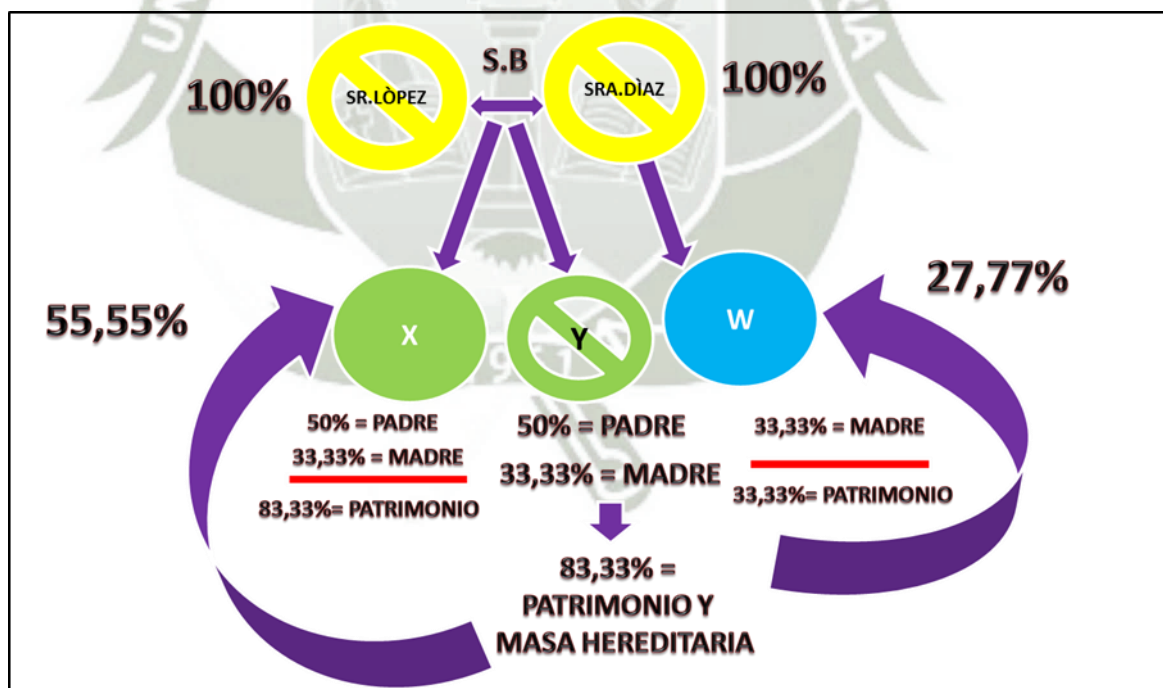 S.B
100%
SR.LÒPEZ
SRA.DÌAZ
100%
55,55%
X
Y
W
27,77%
50% = PADRE
33,33% = MADRE
83,33%= PATRIMONIO
50% = PADRE
33,33% = MADRE
83,33% =
PATRIMONIO Y
MASA HEREDITARIA
33,33% = MADRE
33,33%= PATRIMONIO